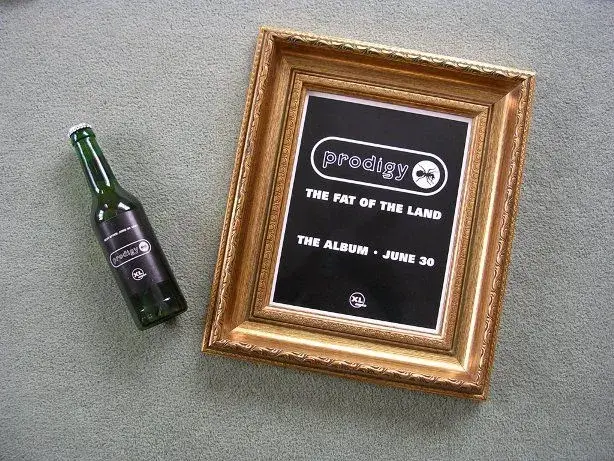 prodigy
THE FAT OF THE LAND
THE ALBUM • JUNE 30
XL
prodigy
XL